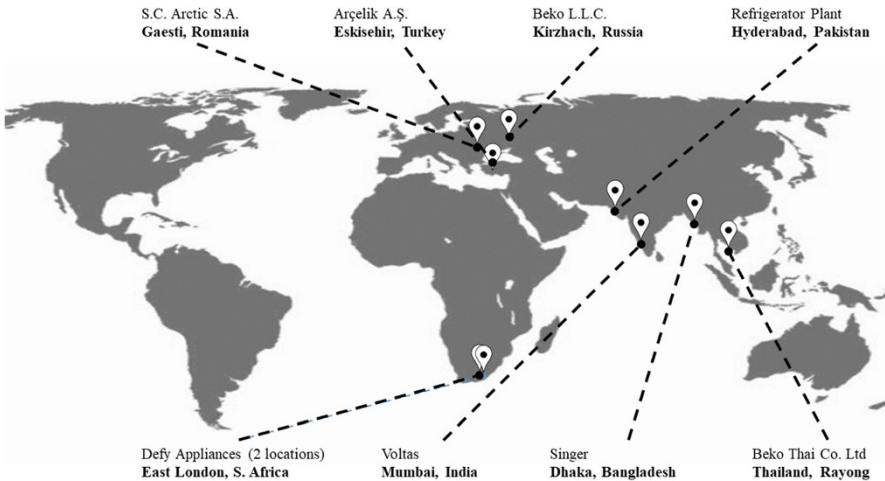 S.C. Arctic S.A.
Gaesti, Romania
Arçelik A.Ş.
Eskisehir, Turkey
Beko L.L.C.
Kirzhach, Russia
Refrigerator Plant
Hyderabad, Pakistan
Defy Appliances (2 locations)
East London, S. Africa
Voltas
Mumbai, India
Singer
Dhaka, Bangladesh
Beko Thai Co. Ltd
Thailand, Rayong